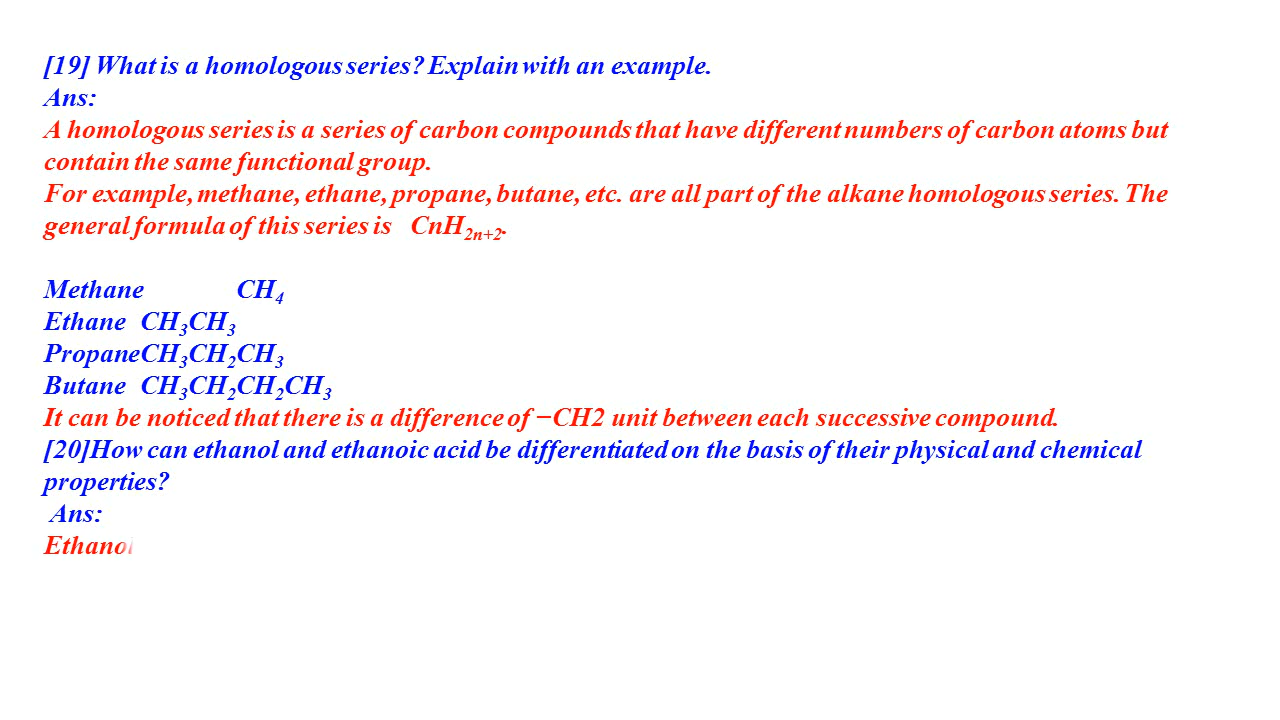 [19] What is a homologous series? Explain with an example.
Ans:
A homologous series is a series of carbon compounds that have different numbers of carbon atoms but
contain the same functional group.
For example, methane, ethane, propane, butane, etc. are all part of the alkane homologous series. The
general formula of this series is CnH₂ₙ₊₂.
Methane CH₄
Ethane CH₃CH₃
PropaneCH₃CH₂CH₃
Butane CH₃CH₂CH₂CH₃
It can be noticed that there is a difference of −CH2 unit between each successive compound.
[20]How can ethanol and ethanoic acid be differentiated on the basis of their physical and chemical
properties?
Ans:
Ethanol